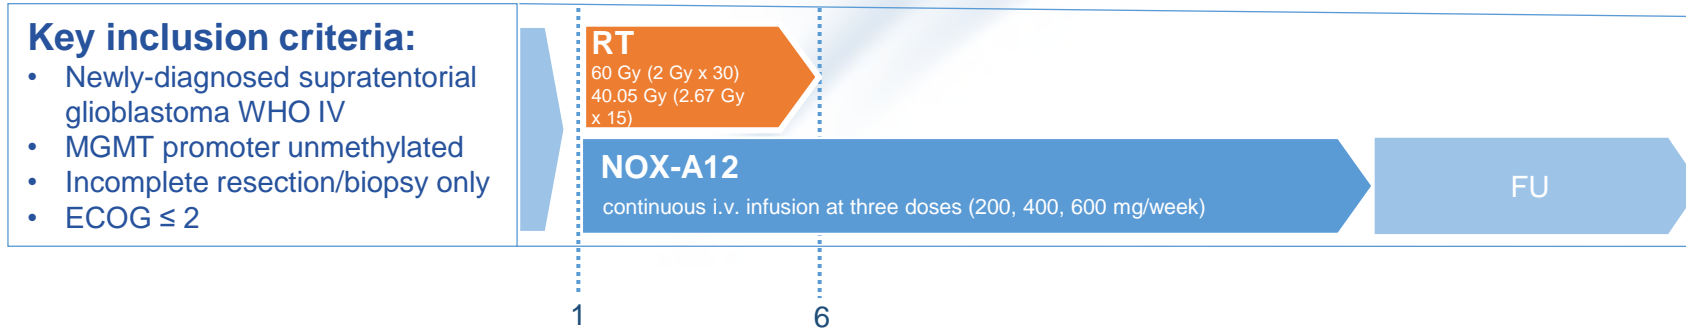 Key inclusion criteria:
• Newly-diagnosed supratentorial
glioblastoma WHO IV
• MGMT promoter unmethylated
• Incomplete resection/biopsy only
• ECOG ≤ 2
RT
60 Gy (2 Gy x 30)
40.05 Gy (2.67 Gy
x 15)
NOX-A12
continuous i.v. infusion at three doses (200, 400, 600 mg/week)
FU
1
6